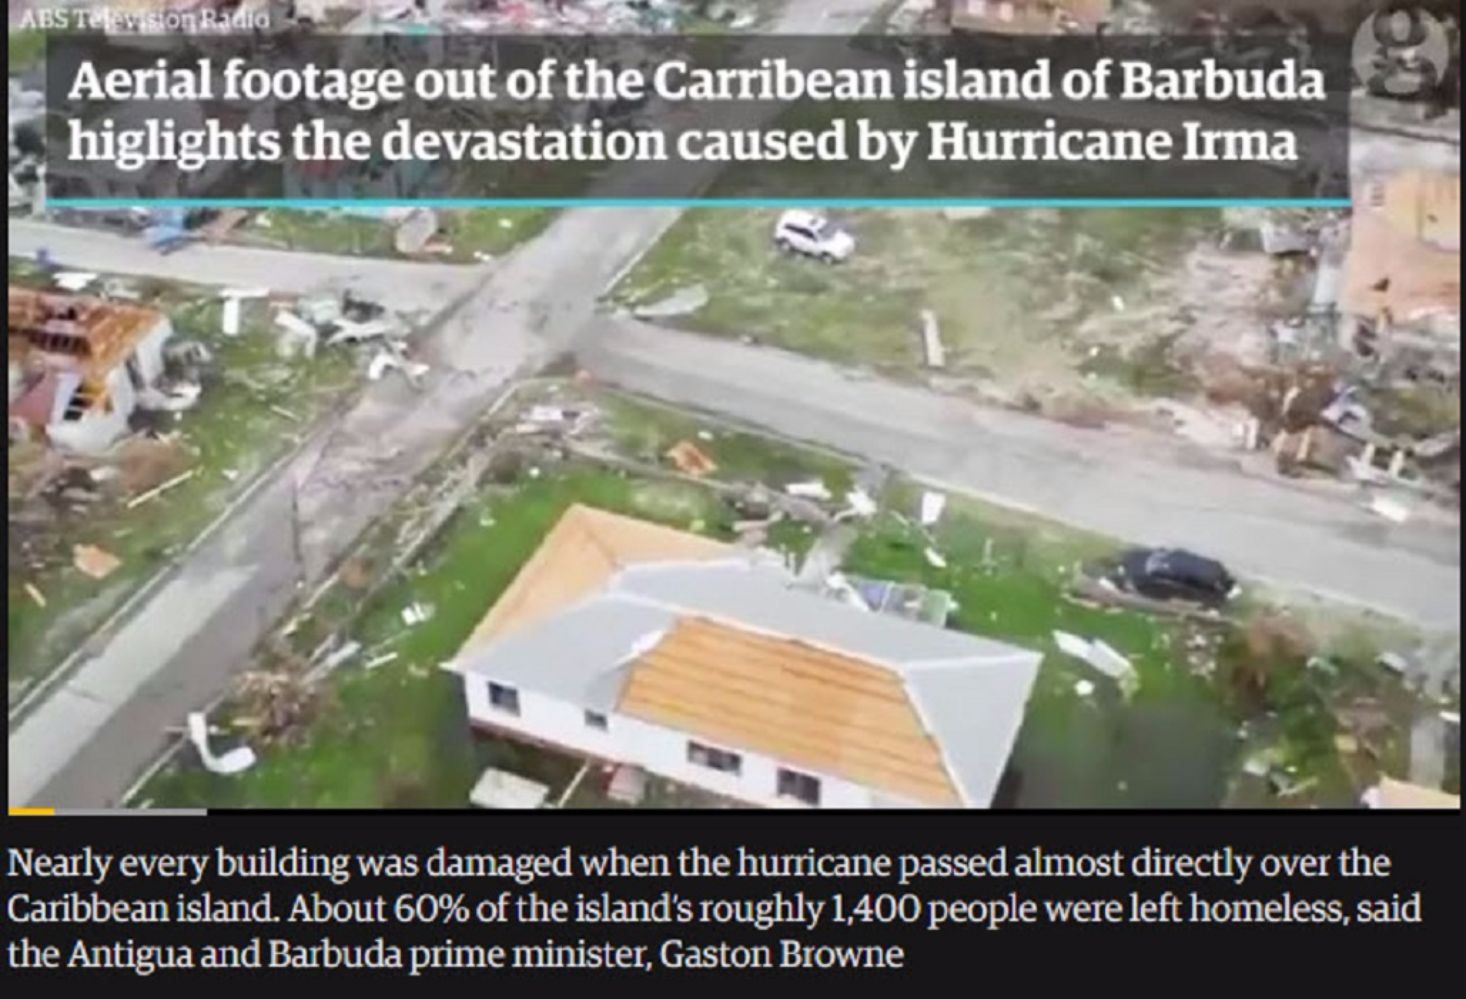 ABS Television Radio
Aerial footage out of the Carribean island of Barbuda
higlights the devastation caused by Hurricane Irma
Nearly every building was damaged when the hurricane passed almost directly over the
Caribbean island. About 60% of the island's roughly 1,400 people were left homeless, said
the Antigua and Barbuda prime minister, Gaston Browne